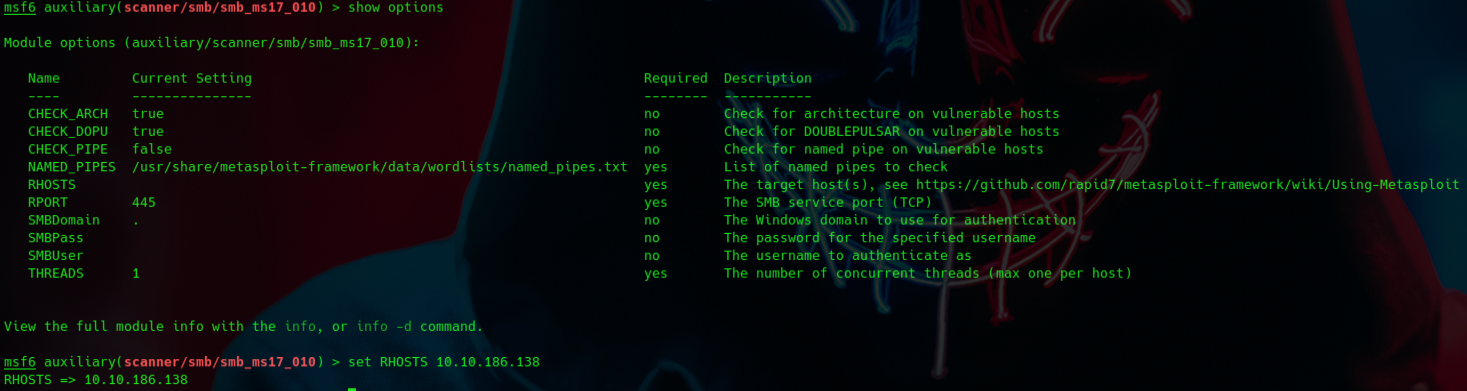 msf6 auxiliary(scanner/smb/smb_ms17_010) > show options
Module options (auxiliary/scanner/smb/smb_ms17_010):
Name Current Setting Required Description
---- --------------- -------- -----------
CHECK_ARCH true no Check for architecture on vulnerable hosts
CHECK_DOPU true no Check for DOUBLEPULSAR on vulnerable hosts
CHECK_PIPE false no Check for named pipe on vulnerable hosts
NAMED_PIPES /usr/share/metasploit-framework/data/wordlists/named_pipes.txt yes List of named pipes to check
RHOSTS yes The target host(s), see https://github.com/rapid7/metasploit-framework/wiki/Using-Metasploit
RPORT 445 yes The SMB service port (TCP)
SMBDomain . no The Windows domain to use for authentication
SMBPass no The password for the specified username
SMBUser no The username to authenticate as
THREADS 1 yes The number of concurrent threads (max one per host)
View the full module info with the info, or info -d command.
msf6 auxiliary(scanner/smb/smb_ms17_010) > set RHOSTS 10.10.186.138
RHOSTS => 10.10.186.138